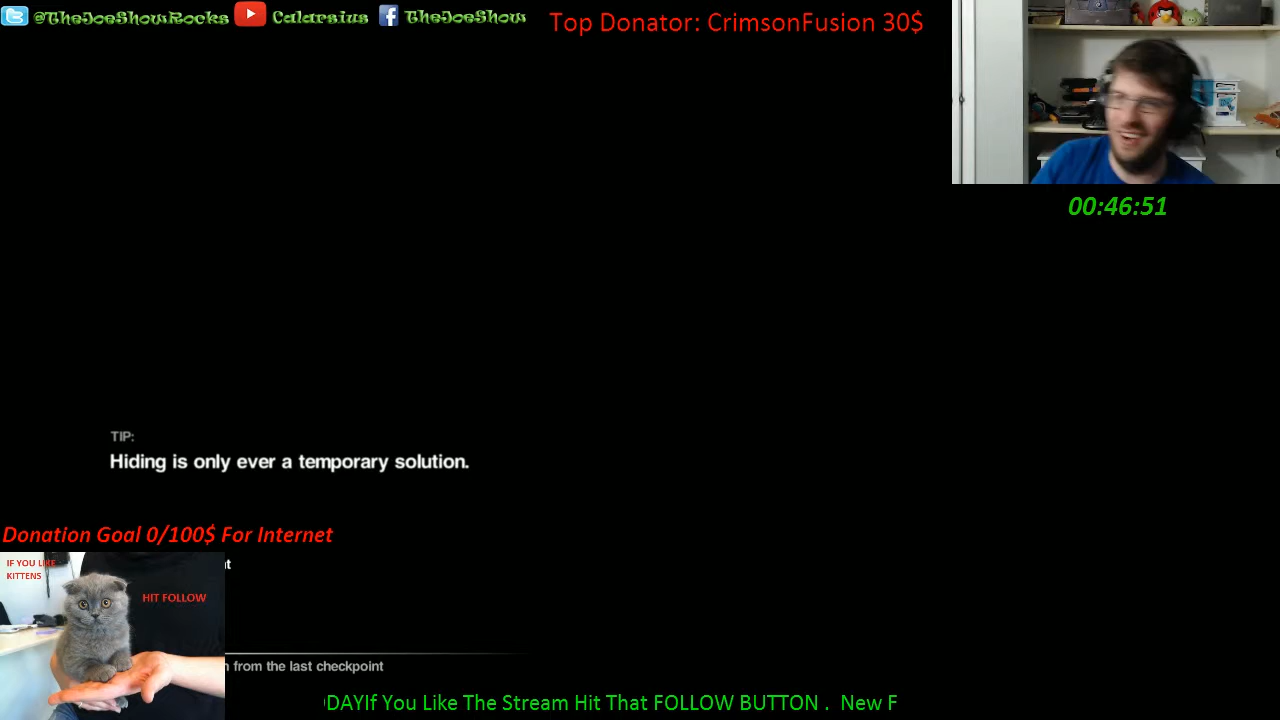 @TheJoeShowRocks Calarsius TheJoeShow
Top Donator: CrimsonFusion 30$
00:46:51
TIP:
Hiding is only ever a temporary solution.
Donation Goal 0/100$ For Internet
IF YOU LIKE
KITTENS
HIT FOLLOW
from the last checkpoint
DAYIf You Like The Stream Hit That FOLLOW BUTTON . New F